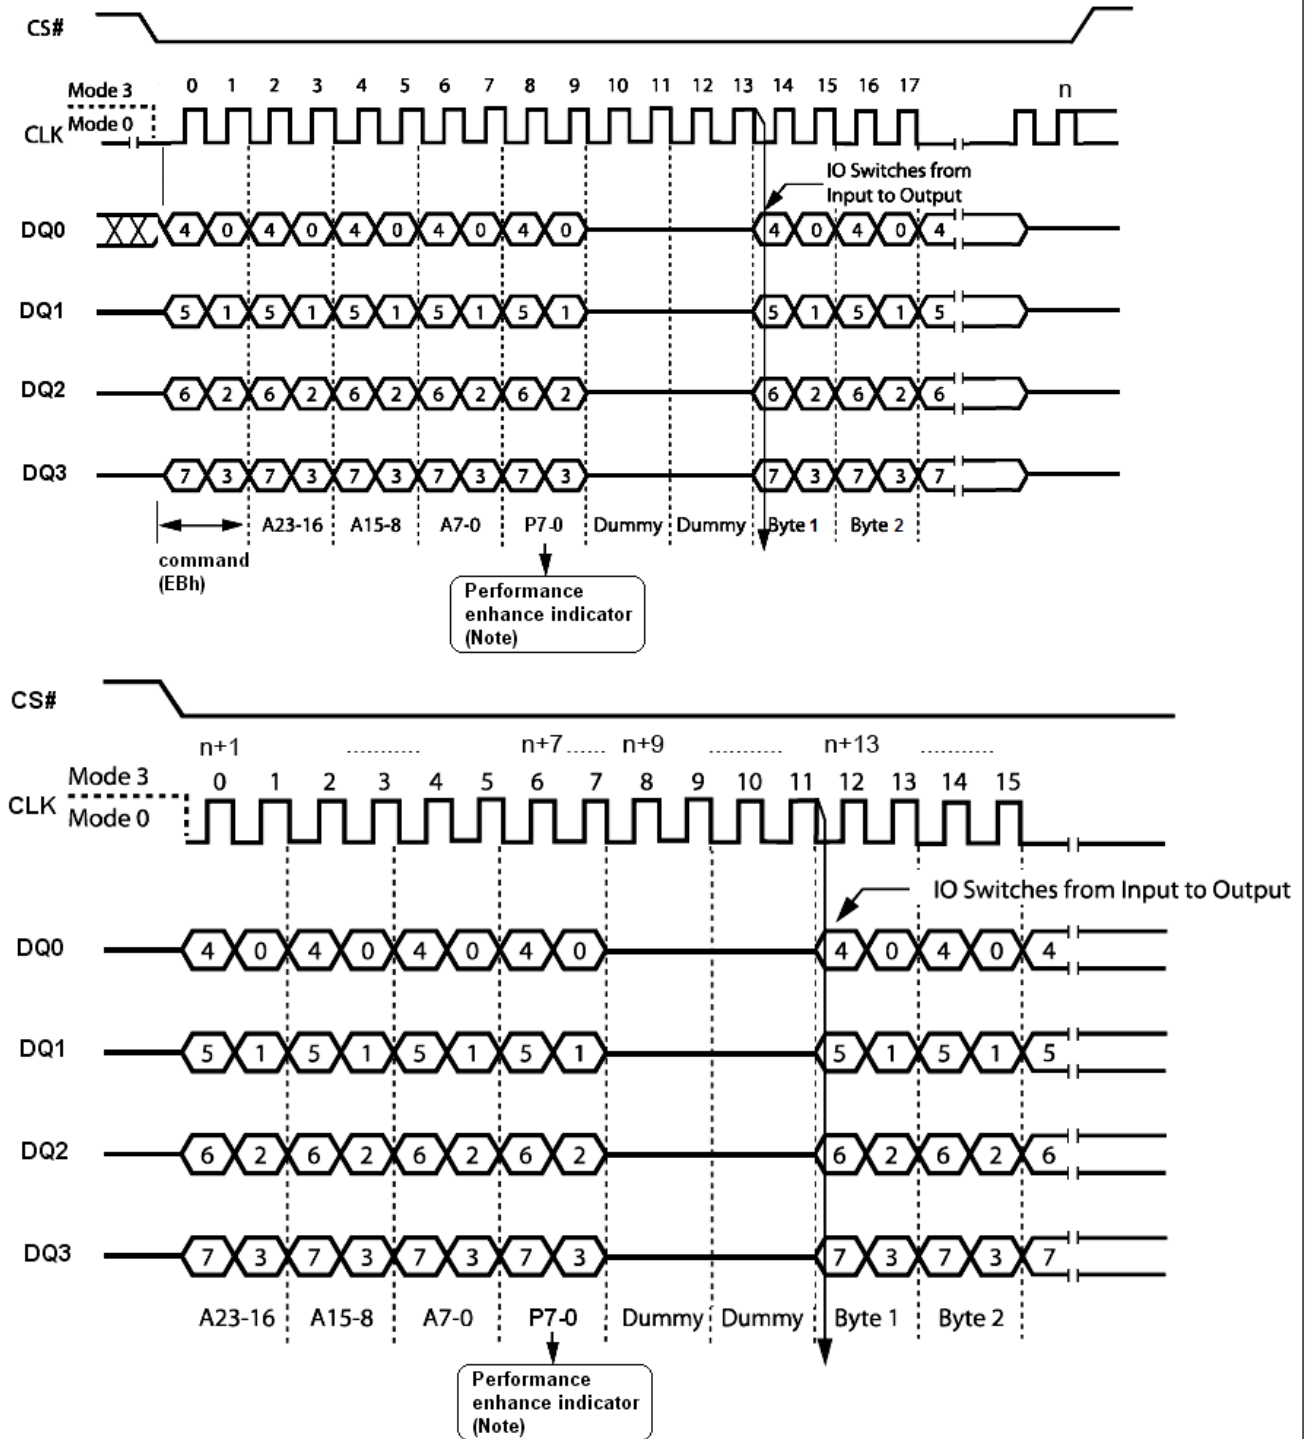 CS#
Mode 3
Mode 0
CLK
0 1 2 3 4 5 6 7 8 9 10 11 12 13 14 15 16 17 n
IO Switches from
Input to Output
DQ0 4 0 4 0 4 0 4 0 4 0 4 0 4 0 4
DQ1 5 1 5 1 5 1 5 1 5 1 5 1 5 1 5
DQ2 6 2 6 2 6 2 6 2 6 2 6 2 6 2 6
DQ3 7 3 7 3 7 3 7 3 7 3 7 3 7 3 7
A23-16 A15-8 A7-0 P7-0 Dummy Dummy Byte 1 Byte 2
command
(EBh)
Performance
enhance indicator
(Note)
CS#
n+1 ............ n+7...... n+9 ............ n+13 ............
Mode 3
Mode 0
CLK
0 1 2 3 4 5 6 7 8 9 10 11 12 13 14 15
IO Switches from Input to Output
DQ0 4 0 4 0 4 0 4 0 4 0 4 0 4
DQ1 5 1 5 1 5 1 5 1 5 1 5 1 5
DQ2 6 2 6 2 6 2 6 2 6 2 6 2 6
DQ3 7 3 7 3 7 3 7 3 7 3 7 3 7
A23-16 A15-8 A7-0 P7-0 Dummy Dummy Byte 1 Byte 2
Performance
enhance indicator
(Note)